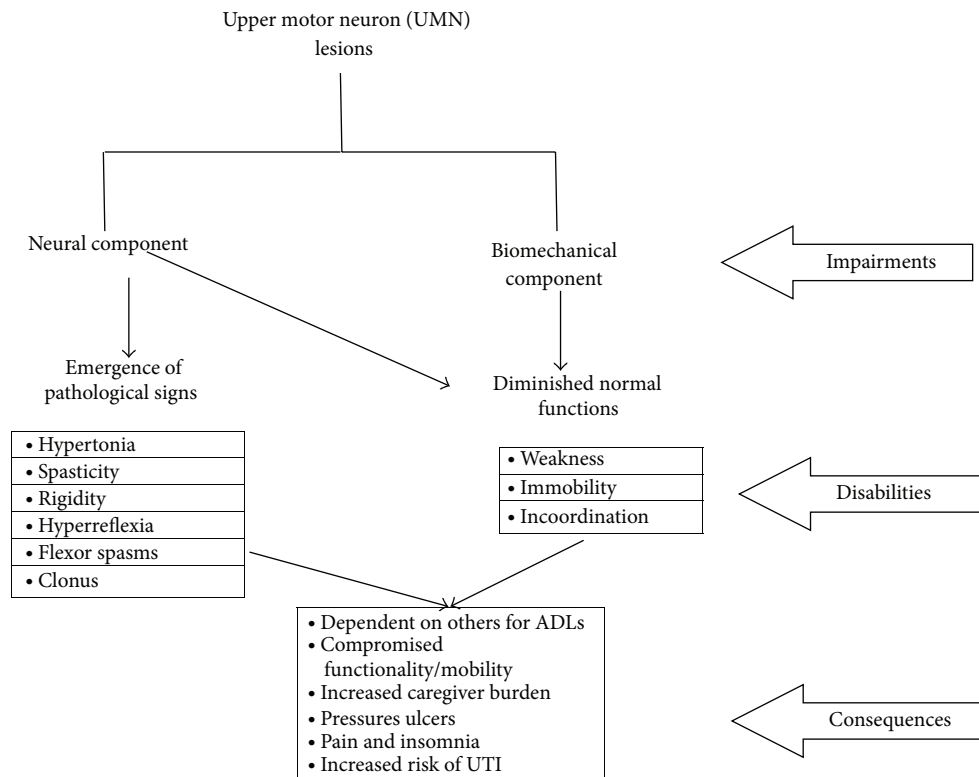 Upper motor neuron (UMN)
lesions
Neural component
Biomechanical
component
Impairments
Emergence of
pathological signs
Diminished normal
functions
• Hypertonia
• Spasticity
• Rigidity
• Hyperreflexia
• Flexor spasms
• Clonus
• Weakness
• Immobility
• Incoordination
Disabilities
• Dependent on others for ADLs
• Compromised
functionality/mobility
• Increased caregiver burden
• Pressures ulcers
• Pain and insomnia
• Increased risk of UTI
Consequences